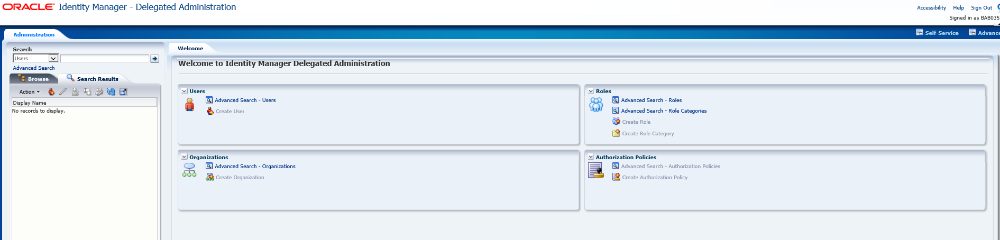 ORACLE Identity Manager - Delegated Administration
Accessibility Help Sign Out
Signed in as BAB035
Administration
Self-Service
Search
Users
Advanced Search
Browse
Search Results
Action
Display Name
No records to display.
Welcome
Welcome to Identity Manager Delegated Administration
Users
Advanced Search - Users
Create User
Roles
Advanced Search - Roles
Advanced Search - Role Categories
Create Role
Create Role Category
Organizations
Advanced Search - Organizations
Create Organization
Authorization Policies
Advanced Search - Authorization Policies
Create Authorization Policy